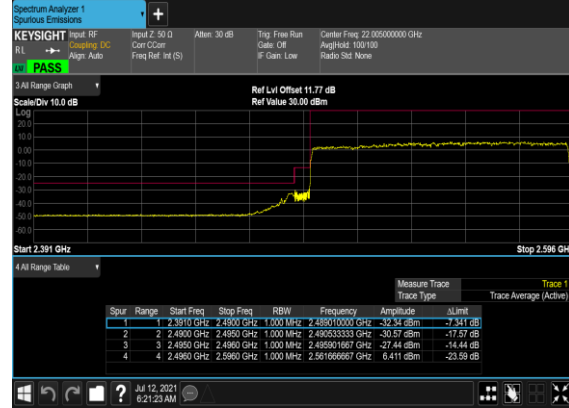 Spectrum Analyzer 1
Spurious Emissions
+
KEYSIGHT Input: RF Input Z: 50 Ω Atten: 30 dB Trig: Free Run Center Freq: 22.005000000 GHz
R L Coupling: DC Corr CCorr Gate: Off Avg|Hold: 100/100
Align: Auto Freq Ref: Int (S) IF Gain: Low Radio Std: None
PASS
3 All Range Graph
Ref Lvl Offset 11.77 dB
Scale/Div 10.0 dB Ref Value 30.00 dBm
Log
20.0
10.0
0.00
-10.0
-20.0
-30.0
-40.0
-50.0
-60.0
Start 2.391 GHz Stop 2.596 GH
4 All Range Table
Measure Trace Trace 1
Trace Type Trace Average (Active)
Spur Range Start Freq Stop Freq RBW Frequency Amplitude ΔLimit
1 1 2.3910 GHz 2.4900 GHz 1.000 MHz 2.489010000 GHz -32.34 dBm -7.341 dB
2 2 2.4900 GHz 2.4950 GHz 1.000 MHz 2.490533333 GHz -30.57 dBm -17.57 dB
3 3 2.4950 GHz 2.4960 GHz 1.000 MHz 2.495901667 GHz -27.44 dBm -14.44 dB
4 4 2.4960 GHz 2.5960 GHz 1.000 MHz 2.561666667 GHz 6.411 dBm -23.59 dB
? Jul 12, 2021
6:21:23 AM